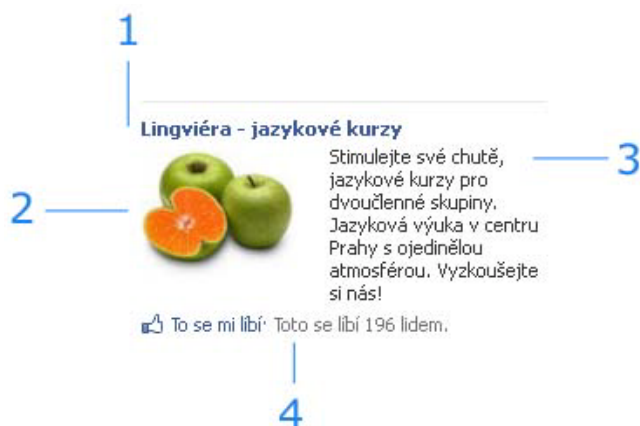 1
Lingviéra - jazykové kurzy
2
Stimulejte své chutě,
jazykové kurzy pro
dvoučlenné skupiny.
Jazyková výuka v centru
Prahy s ojedinělou
atmosférou. Vyzkoušejte
si nás!
3
To se mi líbí· Toto se líbí 196 lidem.
4